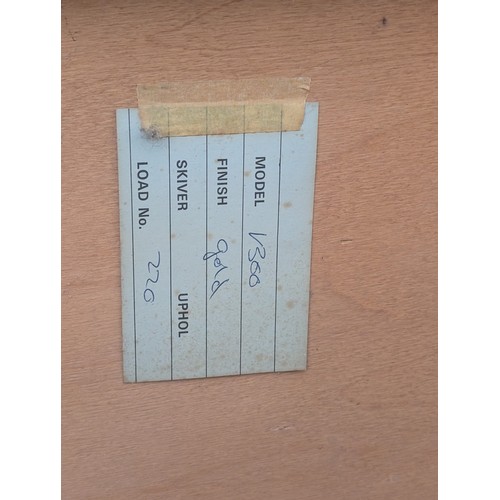 MODEL V300
FINISH gold
SKIVER UPHOL
LOAD No. 220